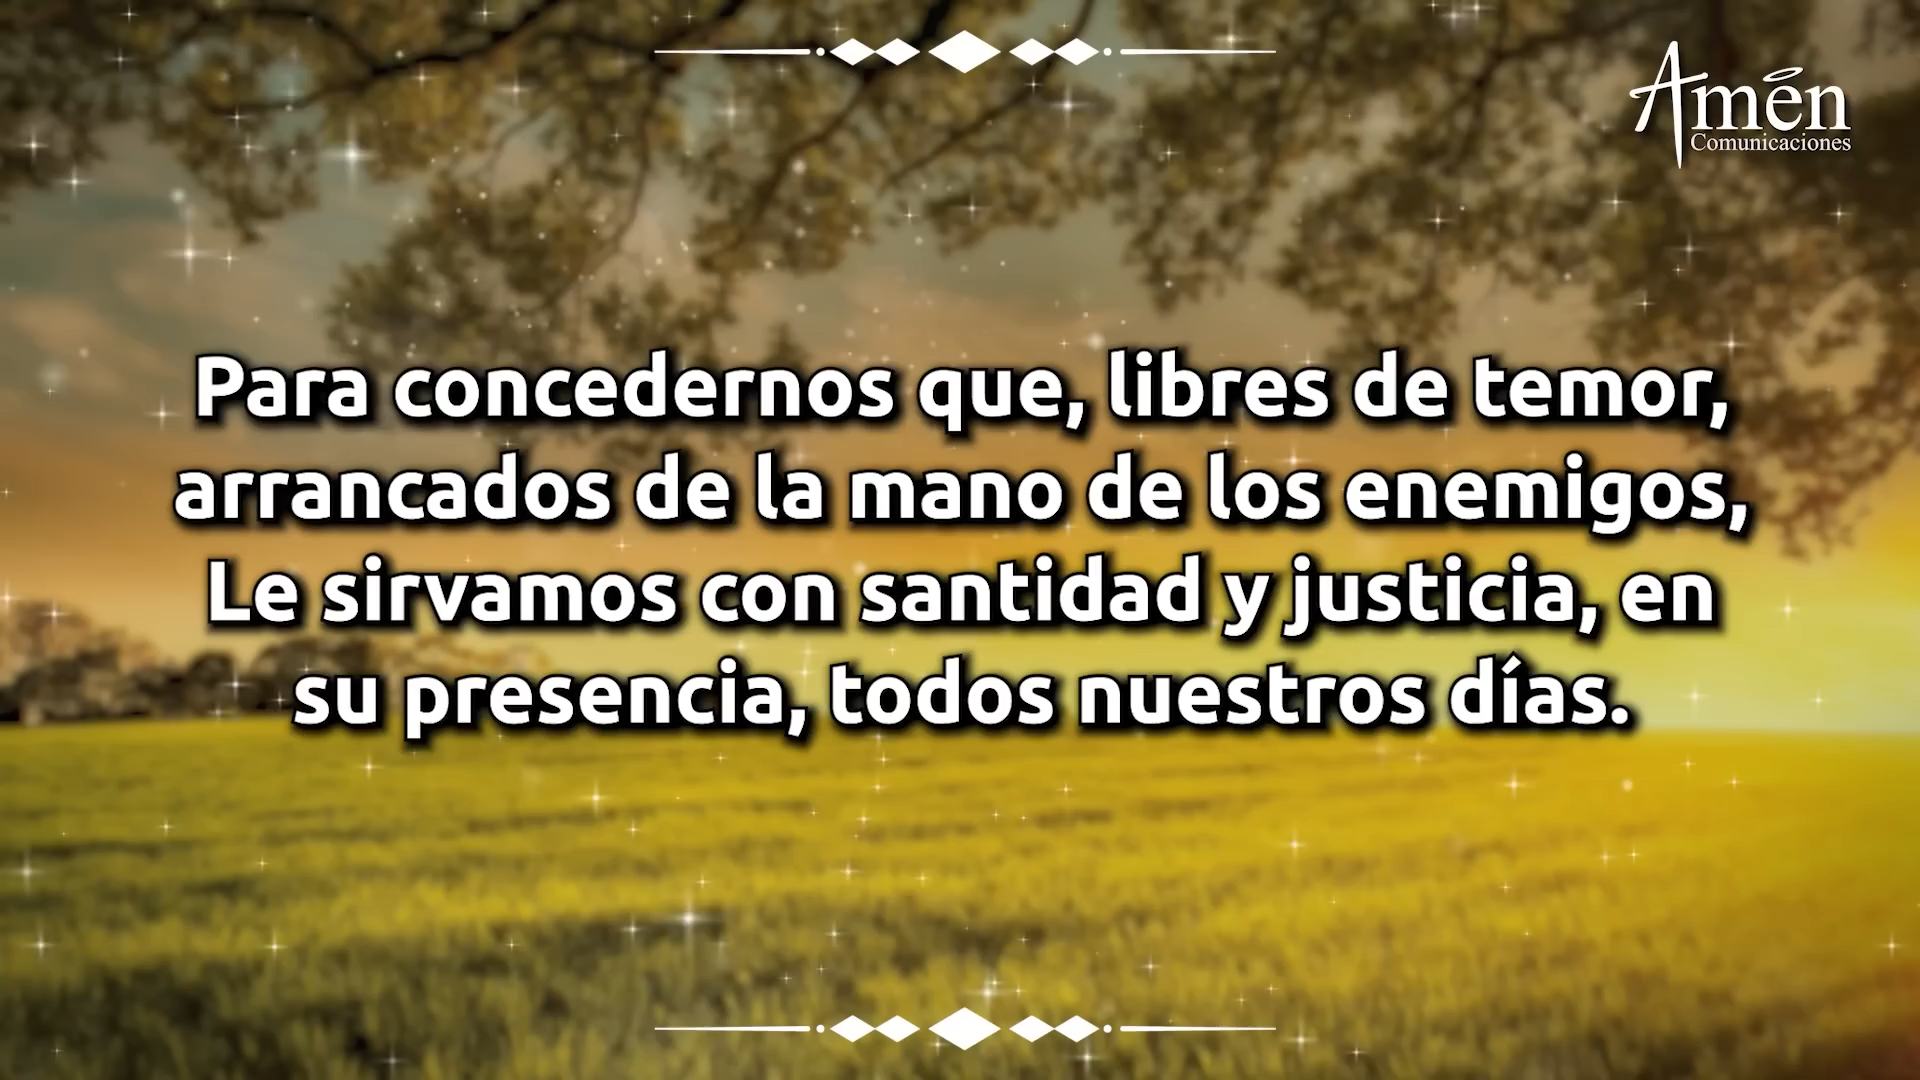 Amén
Comunicaciones
Para concedernos que, libres de temor,
arrancados de la mano de los enemigos,
Le sirvamos con santidad y justicia, en
su presencia, todos nuestros días.